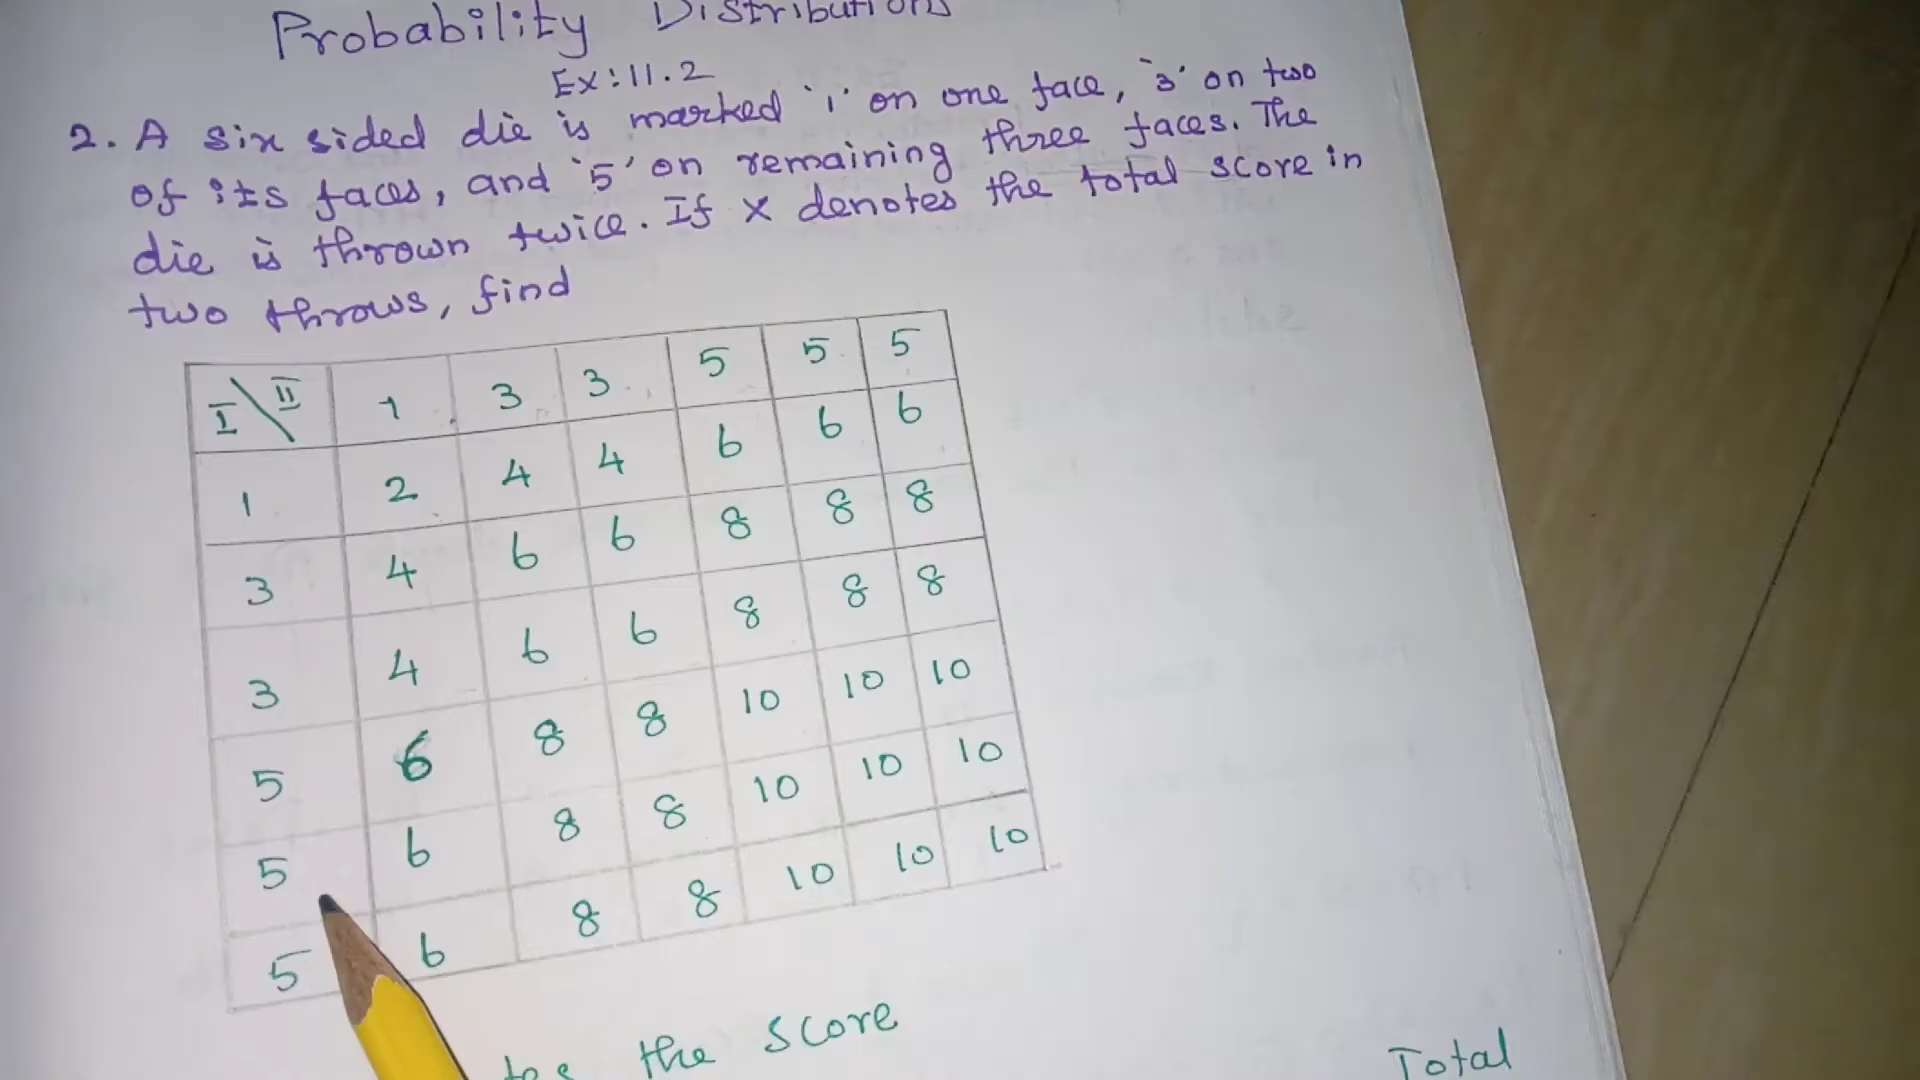 Probability Distributions
Ex: 11.2
2. A six sided die is marked '1' on one face, '3' on two
of its faces, and '5' on remaining three faces. The
die is thrown twice. If X denotes the total score in
two throws, find
I \ II 1 3 3 5 5 5
1 2 4 4 6 6 6
3 4 6 6 8 8 8
3 4 6 6 8 8 8
5 6 8 8 10 10 10
5 6 8 8 10 10 10
5 6 8 8 10 10 10
the score
Total